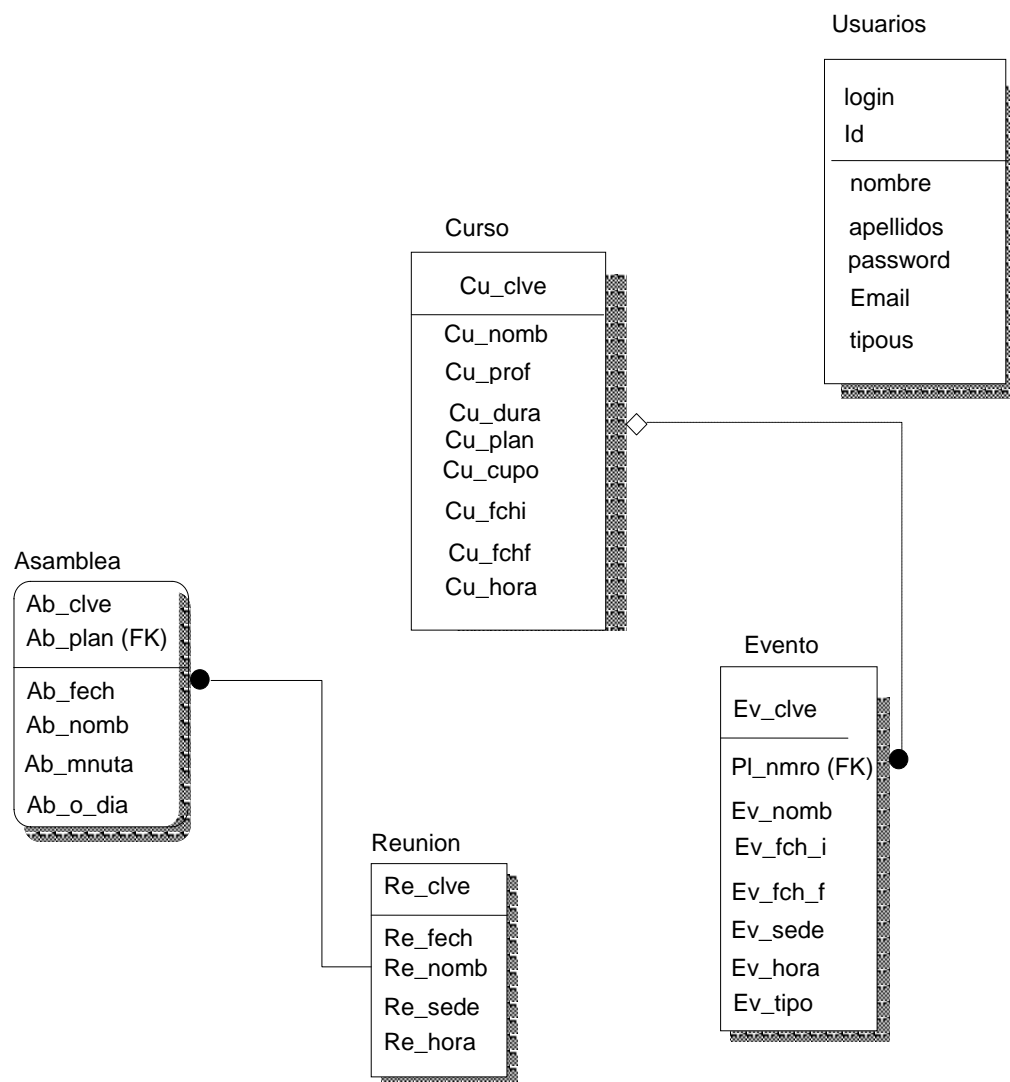 Usuarios
login
Id
nombre
apellidos
password
Email
tipous
Curso
Cu_clve
Cu_nomb
Cu_prof
Cu_dura
Cu_plan
Cu_cupo
Cu_fchi
Cu_fchf
Cu_hora
Asamblea
Ab_clve
Ab_plan (FK)
Ab_fech
Ab_nomb
Ab_mnuta
Ab_o_dia
Evento
Ev_clve
Pl_nmro (FK)
Ev_nomb
Ev_fch_i
Ev_fch_f
Ev_sede
Ev_hora
Ev_tipo
Reunion
Re_clve
Re_fech
Re_nomb
Re_sede
Re_hora